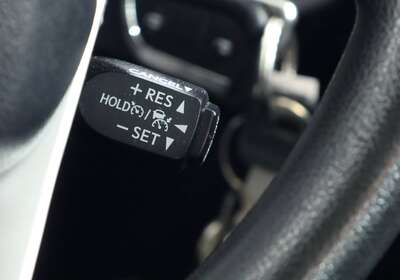 CANCEL▼
+ RES ▲
HOLD /
− SET ▼